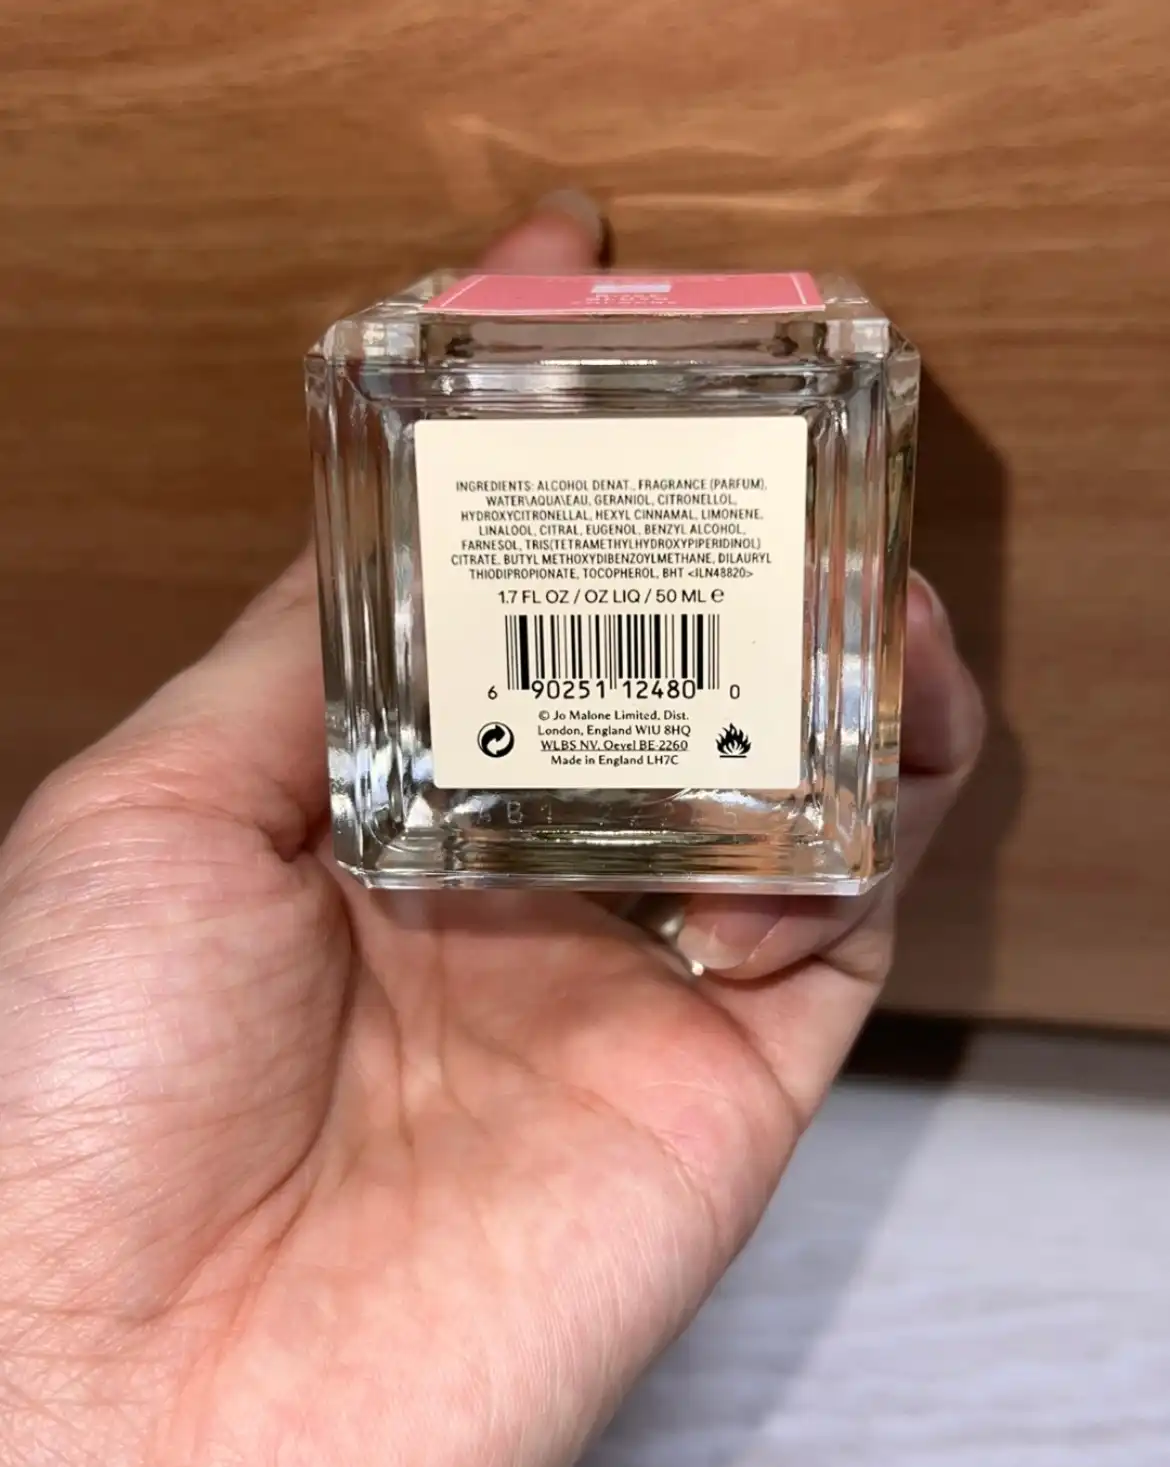 INGREDIENTS: ALCOHOL DENAT., FRAGRANCE (PARFUM),
WATER\AQUA\EAU, GERANIOL, CITRONELLOL,
HYDROXYCITRONELLAL, HEXYL CINNAMAL, LIMONENE,
LINALOOL, CITRAL, EUGENOL, BENZYL ALCOHOL,
FARNESOL, TRIS(TETRAMETHYLHYDROXYPIPERIDINOL)
CITRATE, BUTYL METHOXYDIBENZOYLMETHANE, DILAURYL
THIODIPROPIONATE, TOCOPHEROL, BHT <ILN48820>
1.7 FL OZ / OZ LIQ / 50 ML ℮
6 90251 12480 0
© Jo Malone Limited, Dist.
London, England W1U 8HQ
WLBS NV, Oevel BE-2260
Made in England LH7C